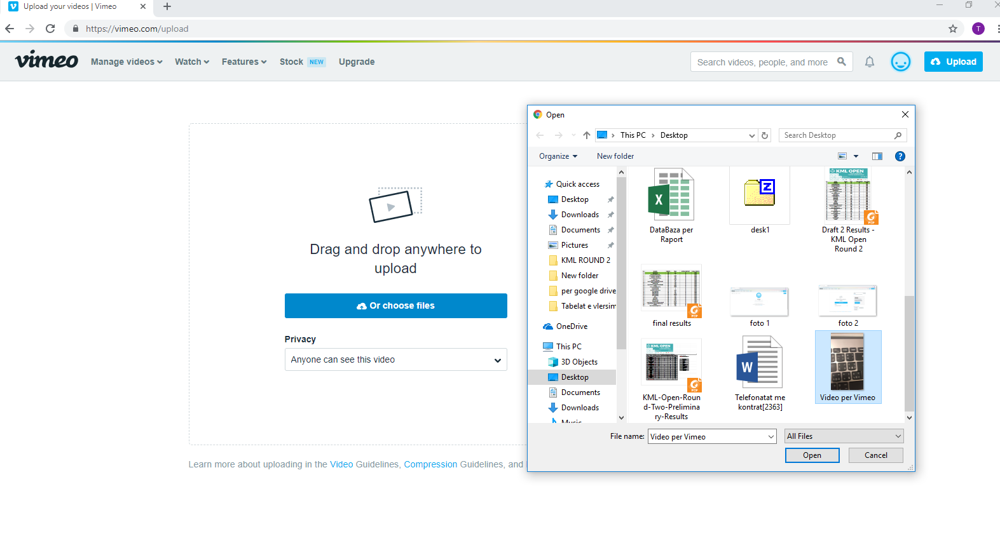 Upload your videos | Vimeo
https://vimeo.com/upload
T
vimeo
Manage videos
Watch
Features
Stock NEW
Upgrade
Search videos, people, and more
Upload
Drag and drop anywhere to
upload
Or choose files
Privacy
Anyone can see this video
Learn more about uploading in the Video Guidelines, Compression Guidelines, and
Open
This PC > Desktop
Search Desktop
Organize
New folder
Quick access
Desktop
Downloads
Documents
Pictures
KML ROUND 2
New folder
per google drive
Tabelat e vlersim
OneDrive
This PC
3D Objects
Desktop
Documents
Downloads
Music
X
DataBaza per
Raport
Z
desk1
KML OPEN
PDF
Draft 2 Results -
KML Open
Round 2
PDF
final results
foto 1
foto 2
KML OPEN
PDF
KML-Open-Roun
d-Two-Prelimina
ry-Results
W
Telefonatat me
kontrat[2363]
Video per Vimeo
File name: Video per Vimeo
All Files
Open
Cancel